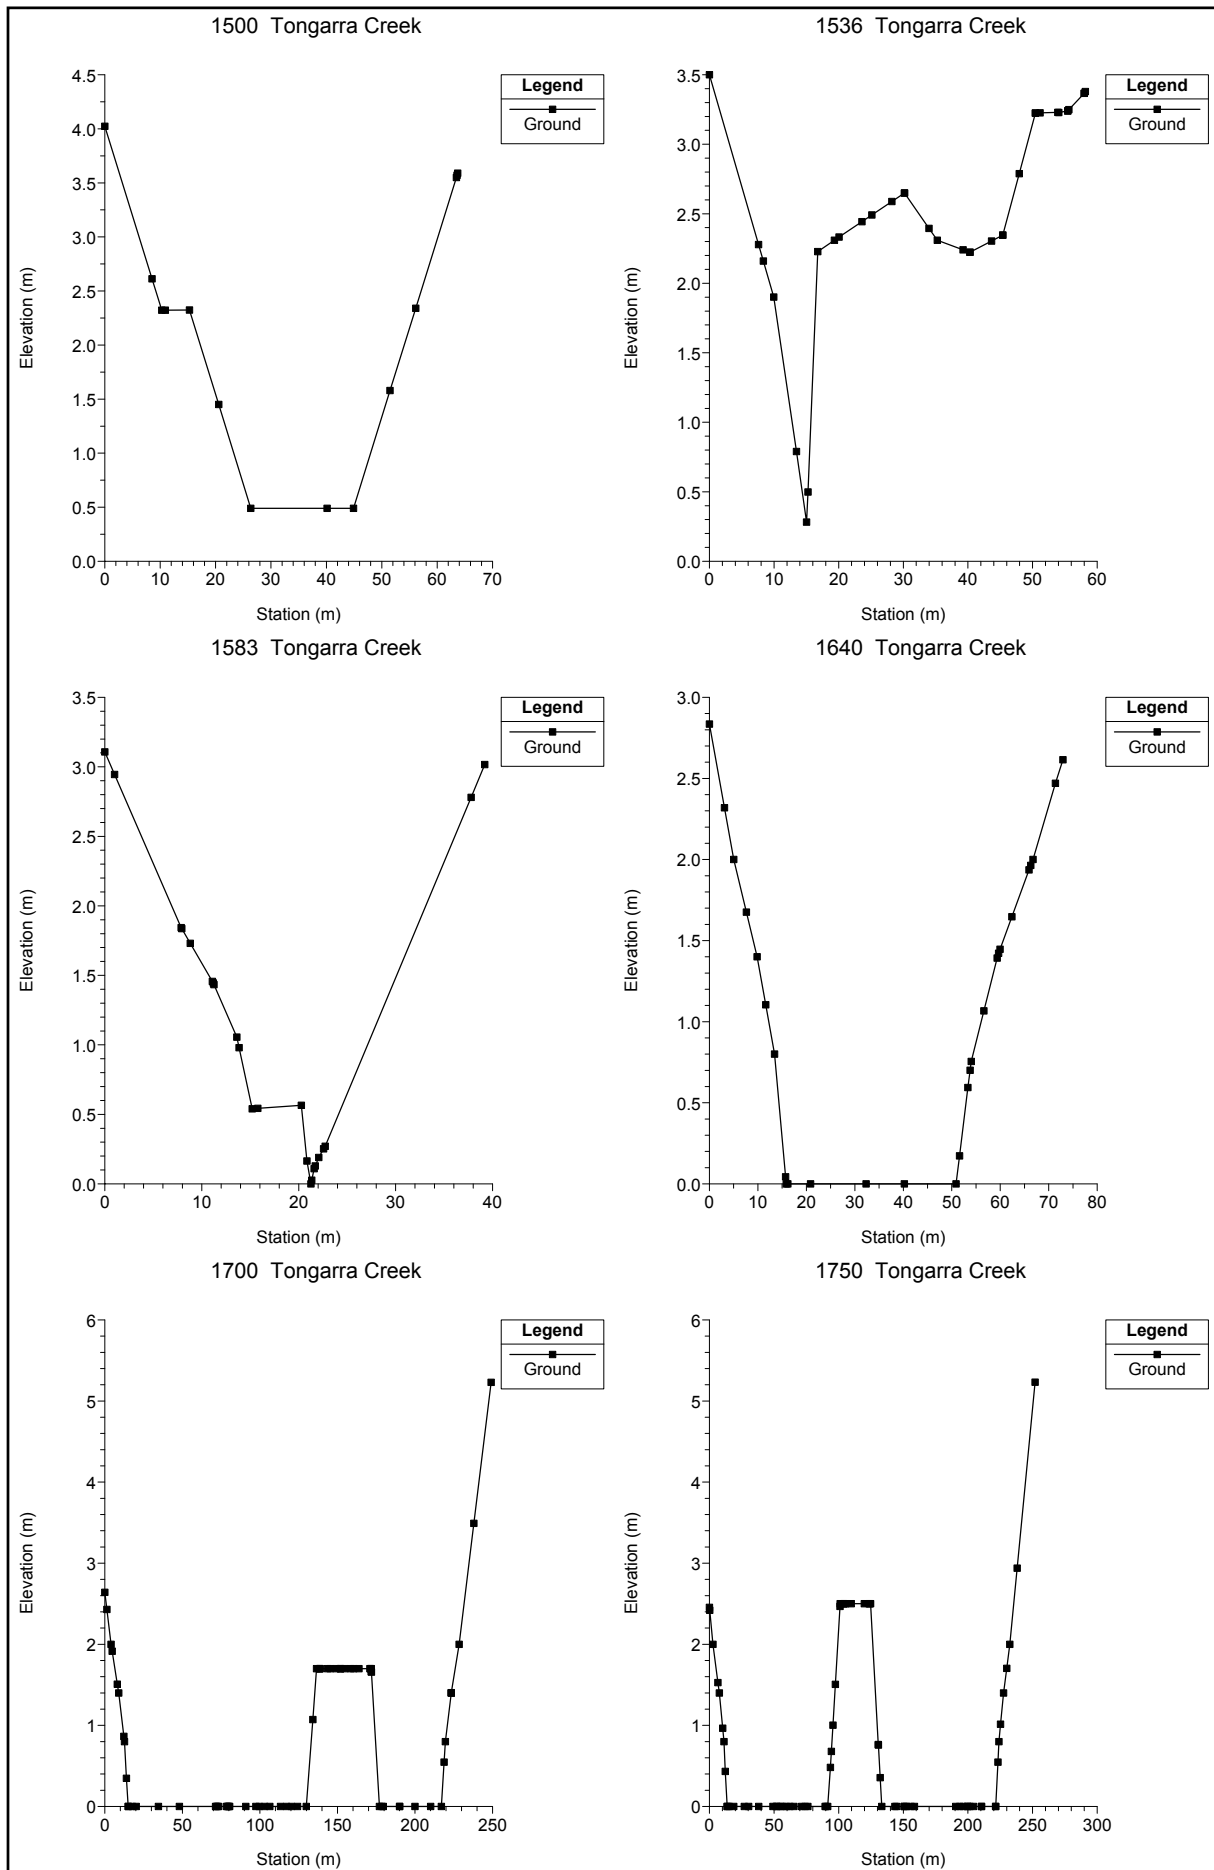 1500 Tongarra Creek
Legend
Ground
4.5
4.0
3.5
3.0
2.5
2.0
1.5
1.0
0.5
0.0
Elevation (m)
0 10 20 30 40 50 60 70
Station (m)
1536 Tongarra Creek
Legend
Ground
3.5
3.0
2.5
2.0
1.5
1.0
0.5
0.0
Elevation (m)
0 10 20 30 40 50 60
Station (m)
1583 Tongarra Creek
Legend
Ground
3.5
3.0
2.5
2.0
1.5
1.0
0.5
0.0
Elevation (m)
0 10 20 30 40
Station (m)
1640 Tongarra Creek
Legend
Ground
3.0
2.5
2.0
1.5
1.0
0.5
0.0
Elevation (m)
0 10 20 30 40 50 60 70 80
Station (m)
1700 Tongarra Creek
Legend
Ground
6
5
4
3
2
1
0
Elevation (m)
0 50 100 150 200 250
Station (m)
1750 Tongarra Creek
Legend
Ground
6
5
4
3
2
1
0
Elevation (m)
0 50 100 150 200 250 300
Station (m)